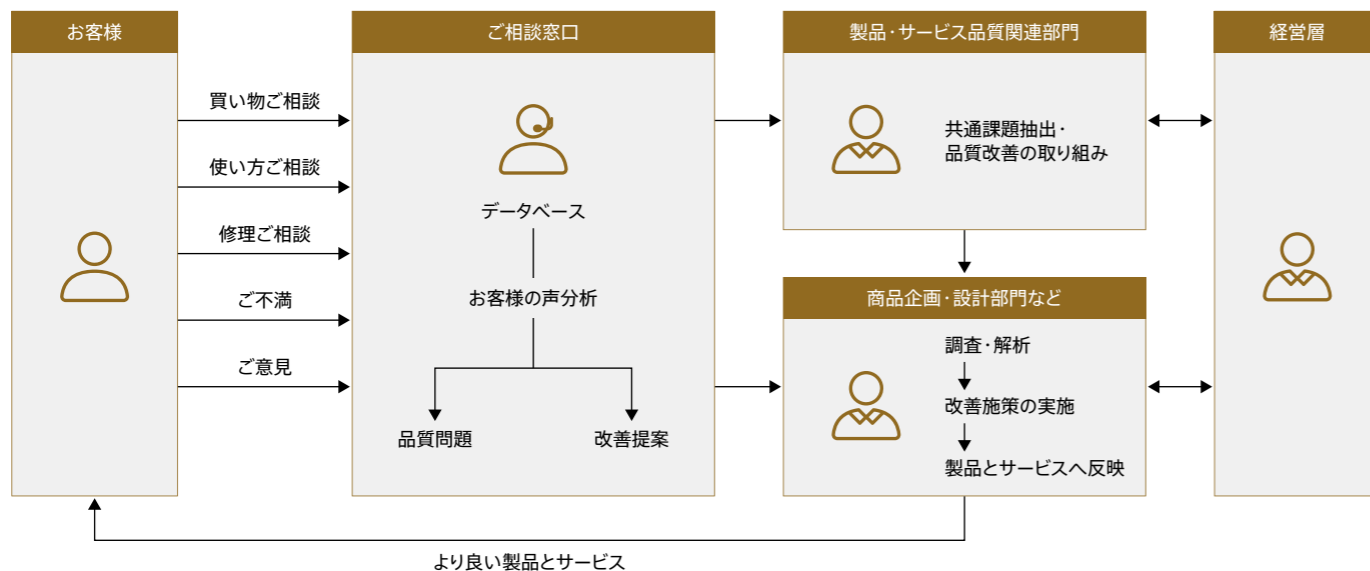 お客様
買い物ご相談
使い方ご相談
修理ご相談
ご不満
ご意見
ご相談窓口
データベース
お客様の声分析
品質問題
改善提案
製品・サービス品質関連部門
共通課題抽出・
品質改善の取り組み
商品企画・設計部門など
調査・解析
改善施策の実施
製品とサービスへ反映
経営層
より良い製品とサービス